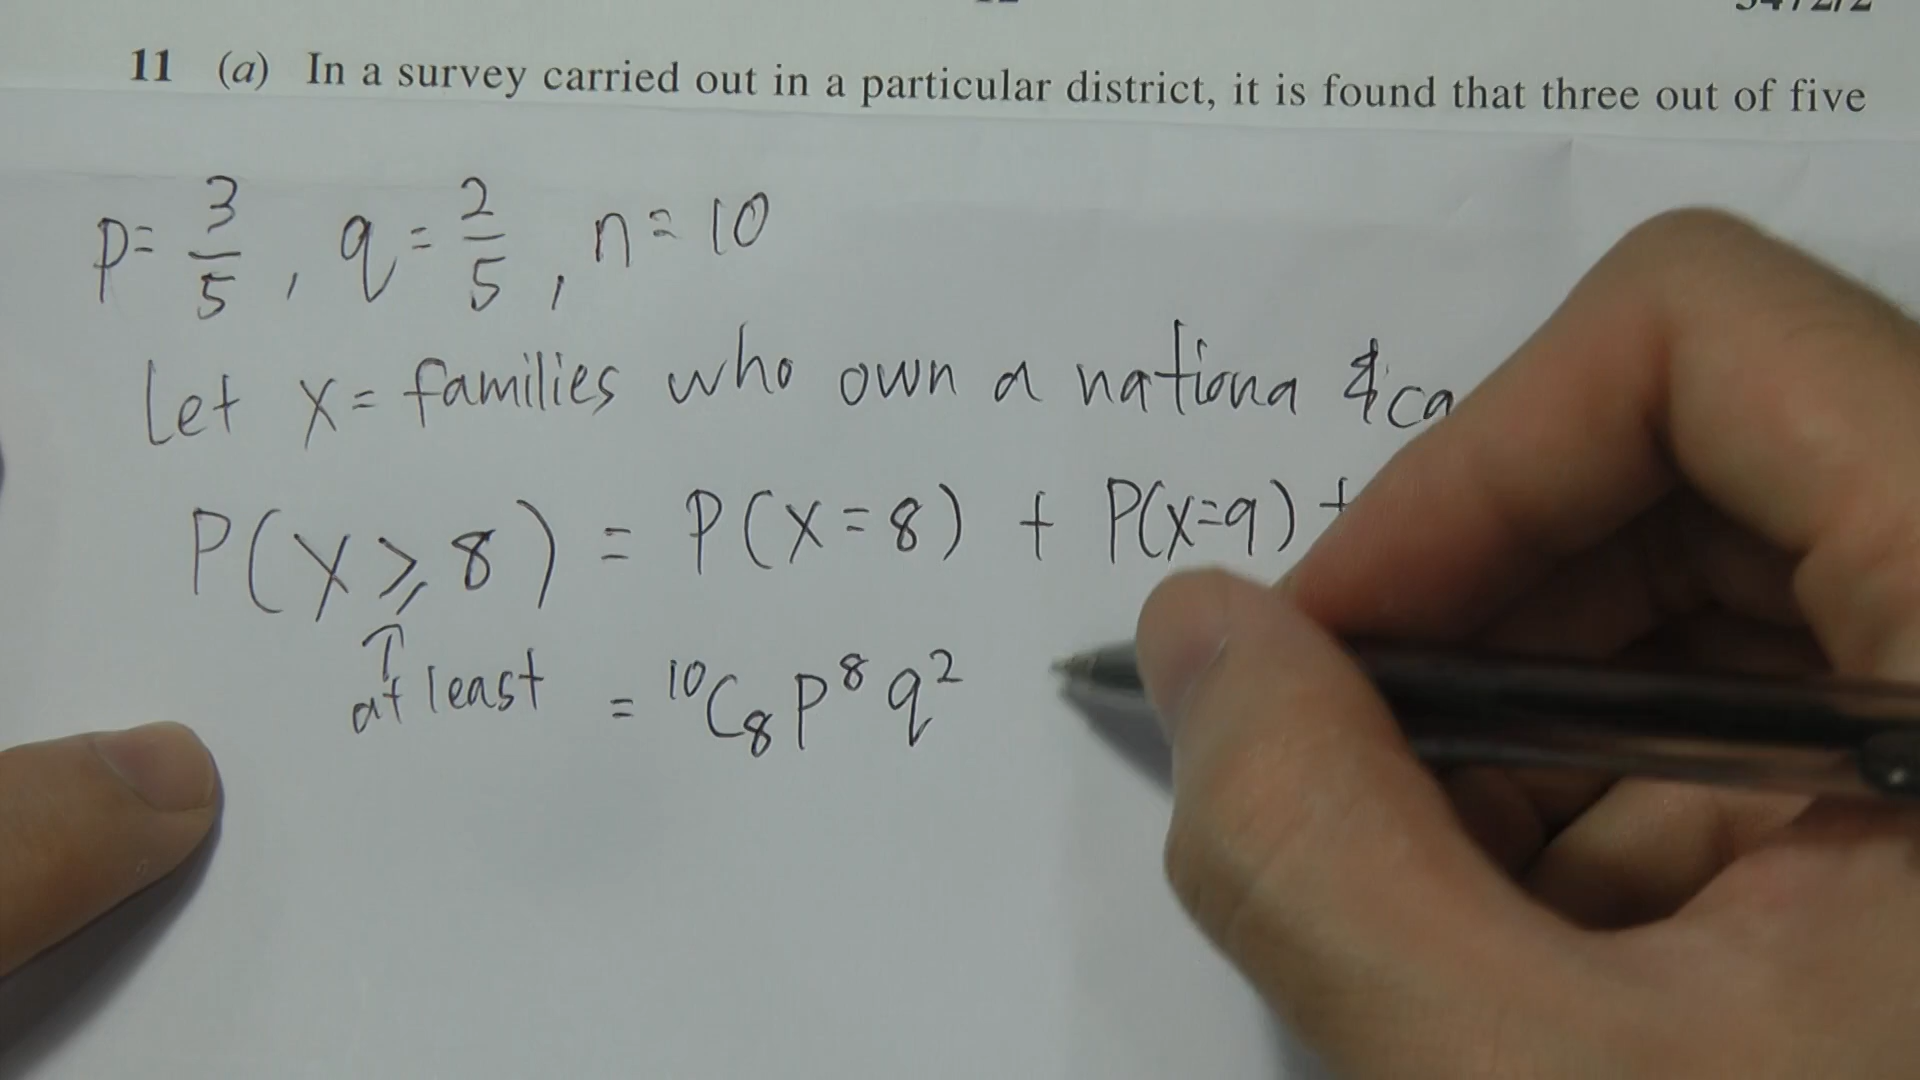 11 (a) In a survey carried out in a particular district, it is found that three out of five
p = 3/5 , q = 2/5 , n = 10
Let X = families who own a nationa ca
P(X ⩾ 8) = P(X = 8) + P(X=9) +
↑
at least = ¹⁰C₈ p⁸ q²